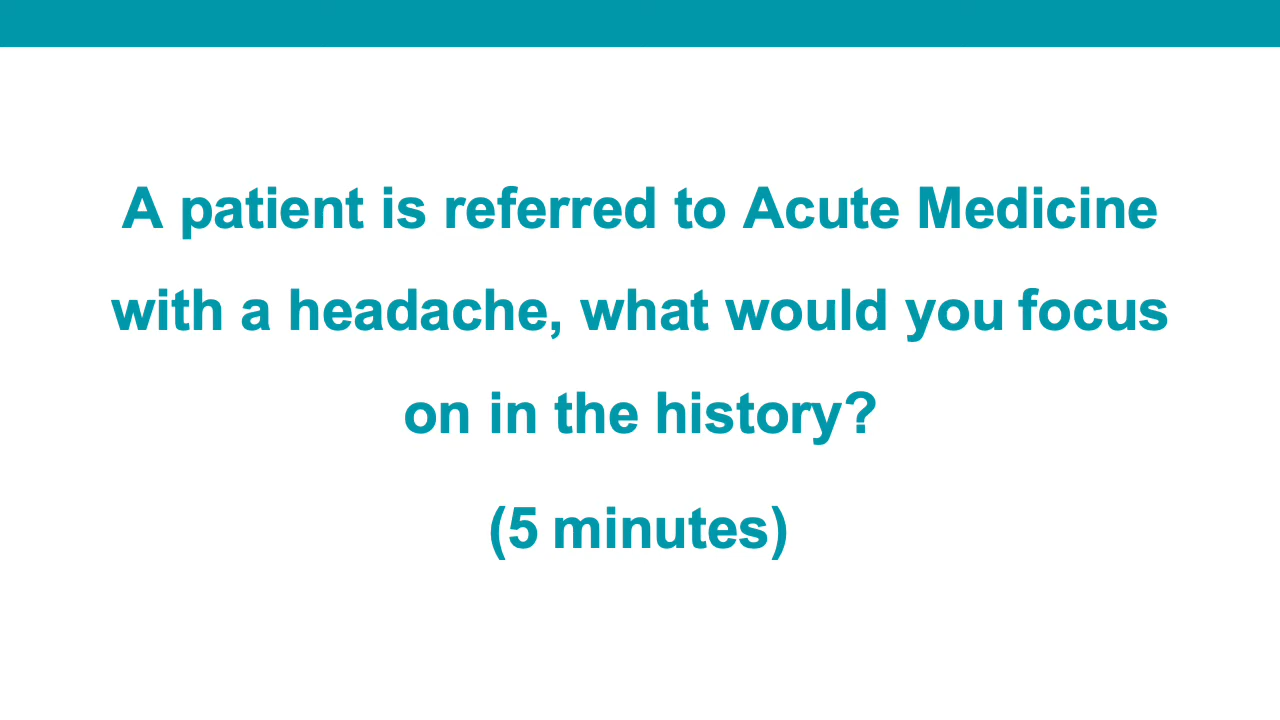 A patient is referred to Acute Medicine
with a headache, what would you focus
on in the history?
(5 minutes)